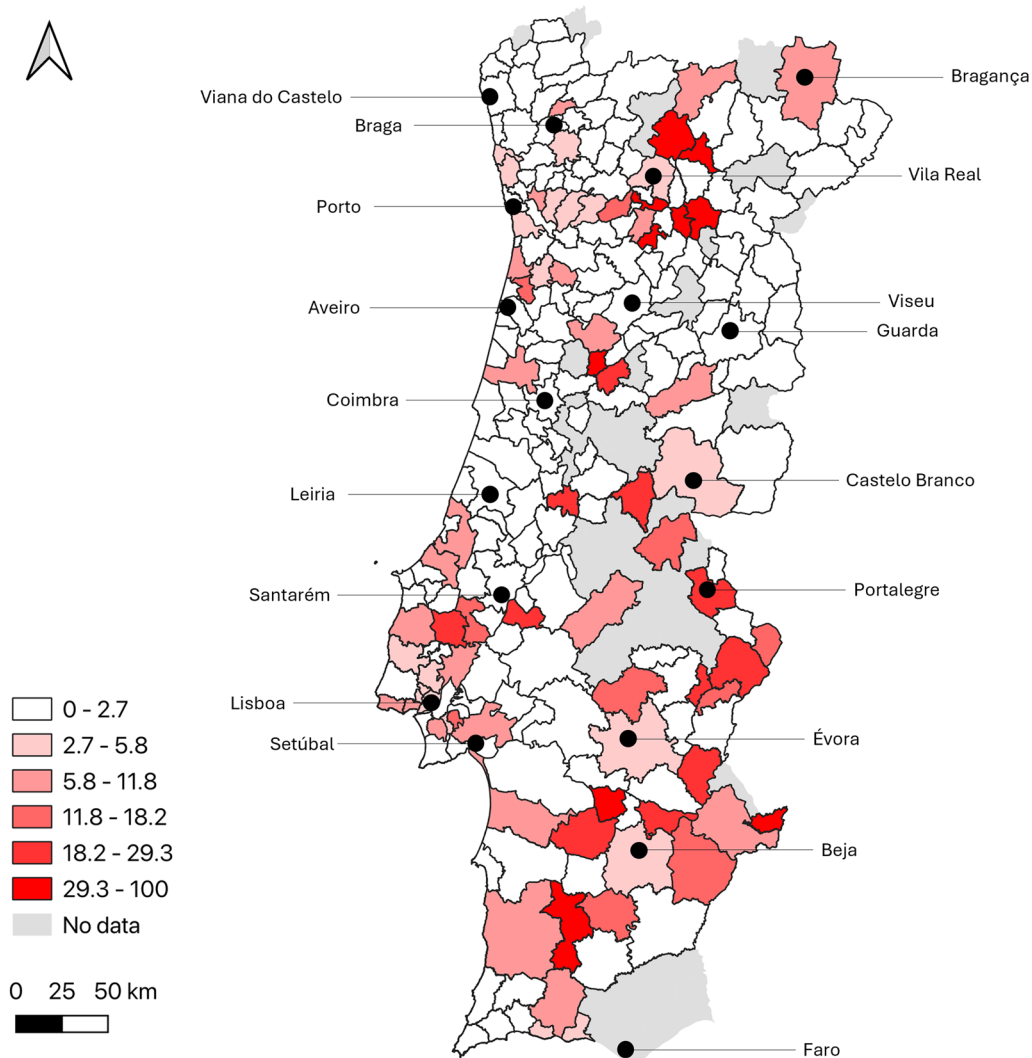 Bragança
Viana do Castelo
Braga
Vila Real
Porto
Viseu
Aveiro
Guarda
Coimbra
Castelo Branco
Leiria
Portalegre
Santarém
Lisboa
Évora
Setúbal
Beja
Faro
0 - 2.7
2.7 - 5.8
5.8 - 11.8
11.8 - 18.2
18.2 - 29.3
29.3 - 100
No data
0 25 50 km